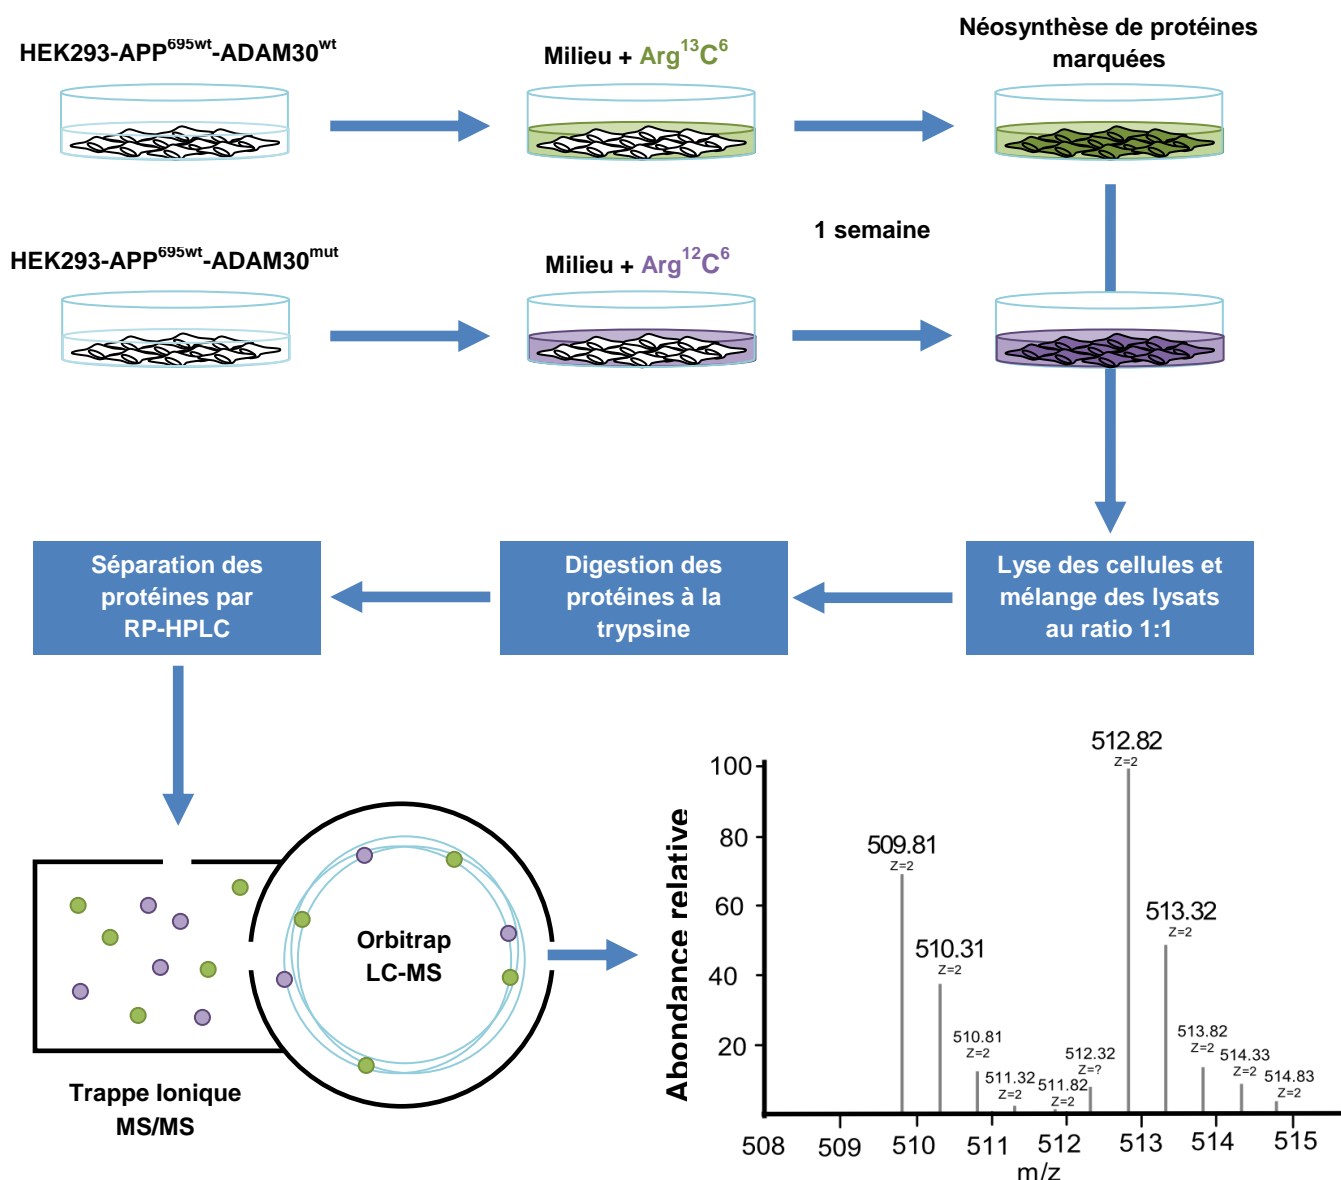 HEK293-APP695wt-ADAM30wt
Milieu + Arg13C6
Néosynthèse de protéines
marquées
1 semaine
HEK293-APP695wt-ADAM30mut
Milieu + Arg12C6
Séparation des
protéines par
RP-HPLC
Digestion des
protéines à la
trypsine
Lyse des cellules et
mélange des lysats
au ratio 1:1
Orbitrap
LC-MS
Trappe Ionique
MS/MS
Abondance relative
100
80
60
40
20
509.81
Z=2
510.31
Z=2
510.81
Z=2
511.32
Z=2
511.82
Z=2
512.32
Z=?
512.82
Z=2
513.32
Z=2
513.82
Z=2
514.33
Z=2
514.83
Z=2
508 509 510 511 512 513 514 515
m/z